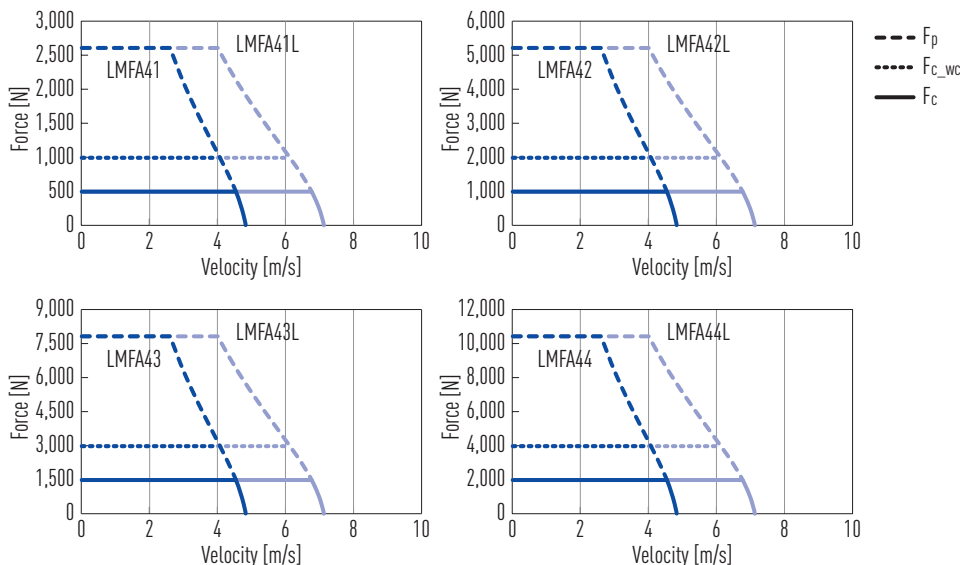 3,000
2,500
2,000
1,500
1,000
500
0
Force [N]
LMFA41
LMFA41L
0 2 4 6 8 10
Velocity [m/s]
6,000
5,000
4,000
3,000
2,000
1,000
0
Force [N]
LMFA42
LMFA42L
0 2 4 6 8 10
Velocity [m/s]
Fp
Fc_wc
Fc
9,000
7,500
6,000
4,500
3,000
1,500
0
Force [N]
LMFA43
LMFA43L
0 2 4 6 8 10
Velocity [m/s]
12,000
10,000
8,000
6,000
4,000
2,000
0
Force [N]
LMFA44
LMFA44L
0 2 4 6 8 10
Velocity [m/s]